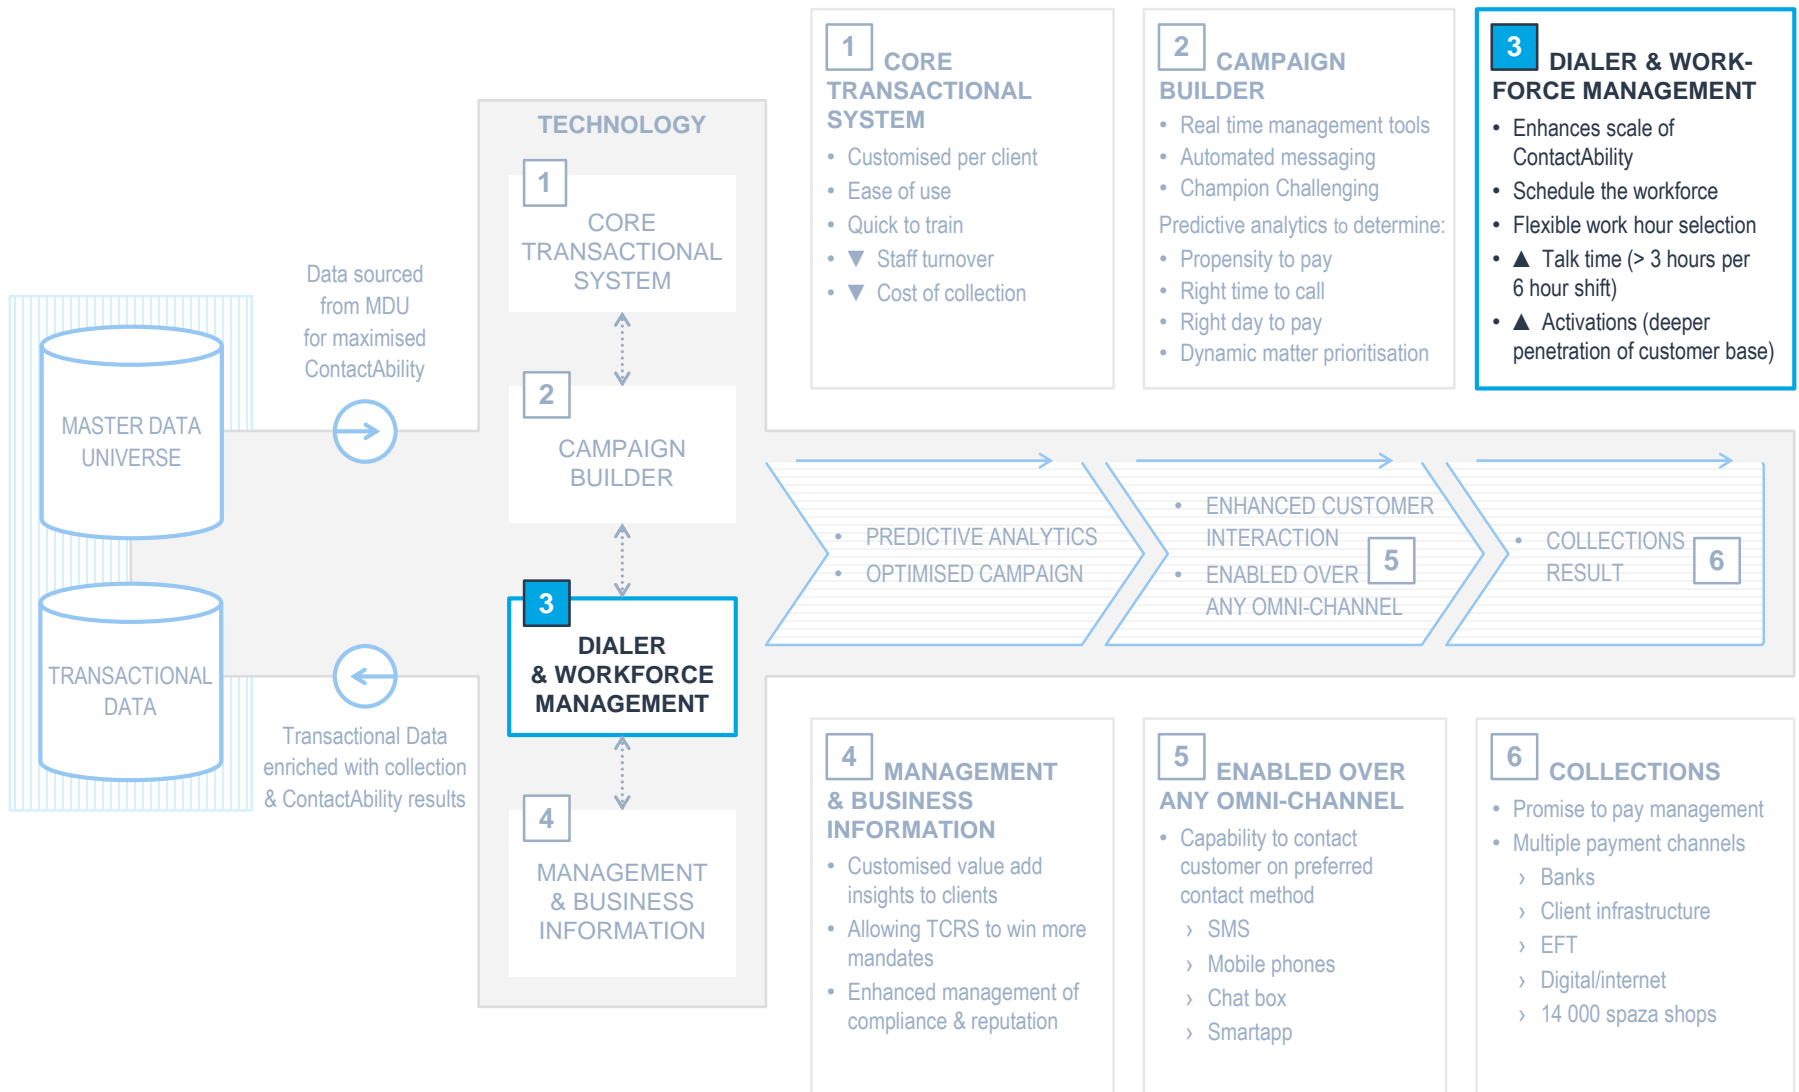 1 CORE
TRANSACTIONAL
SYSTEM
• Customised per client
• Ease of use
• Quick to train
• ▼ Staff turnover
• ▼ Cost of collection
2 CAMPAIGN
BUILDER
• Real time management tools
• Automated messaging
• Champion Challenging
Predictive analytics to determine:
• Propensity to pay
• Right time to call
• Right day to pay
• Dynamic matter prioritisation
3 DIALER & WORK-
FORCE MANAGEMENT
• Enhances scale of
ContactAbility
• Schedule the workforce
• Flexible work hour selection
• ▲ Talk time (> 3 hours per
6 hour shift)
• ▲ Activations (deeper
penetration of customer base)
TECHNOLOGY
1
CORE
TRANSACTIONAL
SYSTEM
2
CAMPAIGN
BUILDER
3
DIALER
& WORKFORCE
MANAGEMENT
4
MANAGEMENT
& BUSINESS
INFORMATION
Data sourced
from MDU
for maximised
ContactAbility
MASTER DATA
UNIVERSE
TRANSACTIONAL
DATA
Transactional Data
enriched with collection
& ContactAbility results
• PREDICTIVE ANALYTICS
• OPTIMISED CAMPAIGN
• ENHANCED CUSTOMER
INTERACTION
• ENABLED OVER
ANY OMNI-CHANNEL
5
• COLLECTIONS
RESULT
6
4 MANAGEMENT
& BUSINESS
INFORMATION
• Customised value add
insights to clients
• Allowing TCRS to win more
mandates
• Enhanced management of
compliance & reputation
5 ENABLED OVER
ANY OMNI-CHANNEL
• Capability to contact
customer on preferred
contact method
› SMS
› Mobile phones
› Chat box
› Smartapp
6 COLLECTIONS
• Promise to pay management
• Multiple payment channels
› Banks
› Client infrastructure
› EFT
› Digital/internet
› 14 000 spaza shops